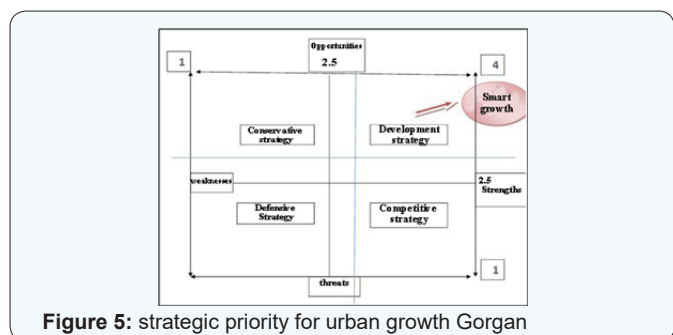 Opportunities
2.5
1
4
Smart
growth
Conservative
strategy
Development
strategy
weaknesses
2.5
Strengths
Defensive
Strategy
Competitive
strategy
1
threats
Figure 5: strategic priority for urban growth Gorgan